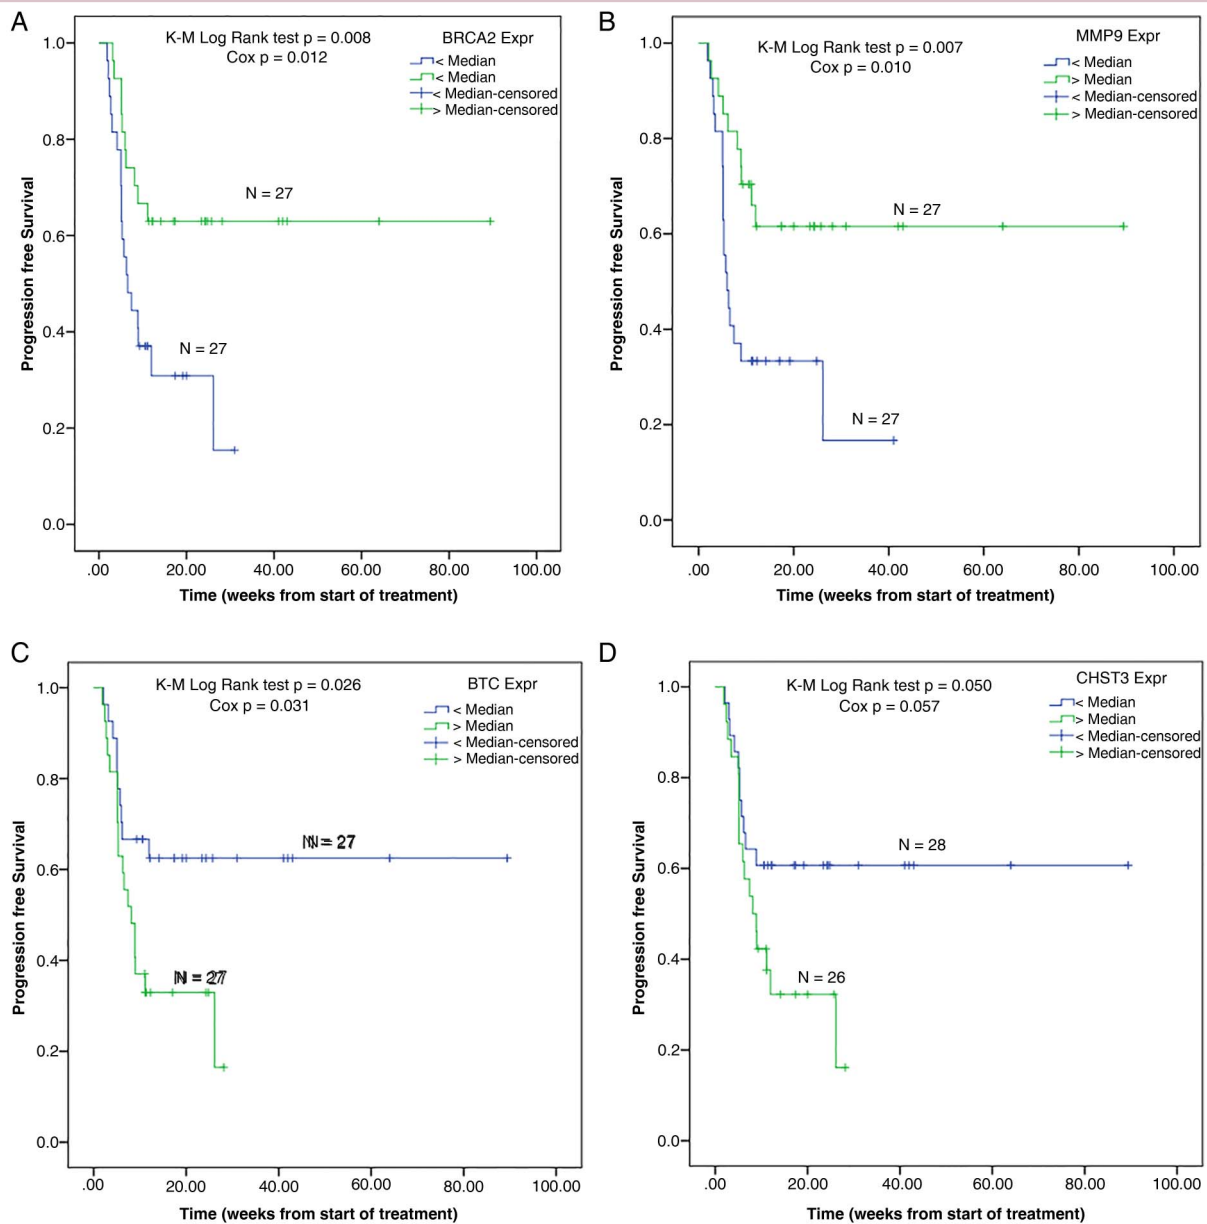 A
K-M Log Rank test p = 0.008
Cox p = 0.012
BRCA2 Expr
< Median
< Median
< Median-censored
> Median-censored
N = 27
N = 27
Progression free Survival
1.0
0.8
0.6
0.4
0.2
0.0
.00 20.00 40.00 60.00 80.00 100.00
Time (weeks from start of treatment)
B
K-M Log Rank test p = 0.007
Cox p = 0.010
MMP9 Expr
< Median
> Median
< Median-censored
> Median-censored
N = 27
N = 27
Progression free Survival
1.0
0.8
0.6
0.4
0.2
0.0
.00 20.00 40.00 60.00 80.00 100.00
Time (weeks from start of treatment)
C
K-M Log Rank test p = 0.026
Cox p = 0.031
BTC Expr
< Median
> Median
< Median-censored
> Median-censored
N = 27
N = 27
Progression free Survival
1.0
0.8
0.6
0.4
0.2
0.0
.00 20.00 40.00 60.00 80.00 100.00
Time (weeks from start of treatment)
D
K-M Log Rank test p = 0.050
Cox p = 0.057
CHST3 Expr
< Median
> Median
< Median-censored
> Median-censored
N = 28
N = 26
Progression free Survival
1.0
0.8
0.6
0.4
0.2
0.0
.00 20.00 40.00 60.00 80.00 100.00
Time (weeks from start of treatment)